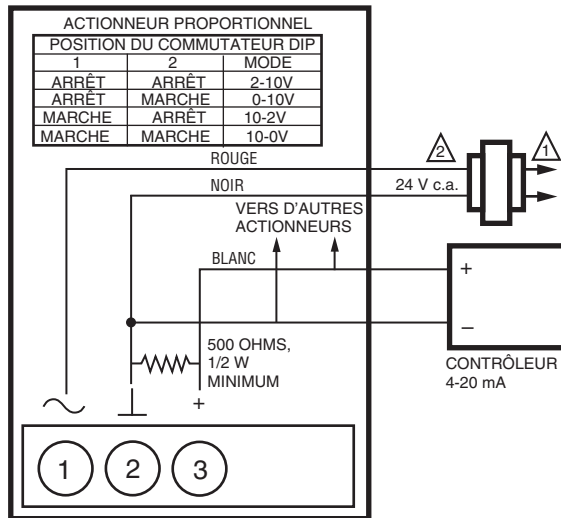 ACTIONNEUR PROPORTIONNEL
POSITION DU COMMUTATEUR DIP
1 2 MODE
ARRÊT ARRÊT 2-10V
ARRÊT MARCHE 0-10V
MARCHE ARRÊT 10-2V
MARCHE MARCHE 10-0V
ROUGE
2
1
NOIR
24 V c.a.
VERS D'AUTRES
ACTIONNEURS
BLANC
+
–
500 OHMS,
1/2 W
MINIMUM
+
CONTRÔLEUR
4-20 mA
1 2 3